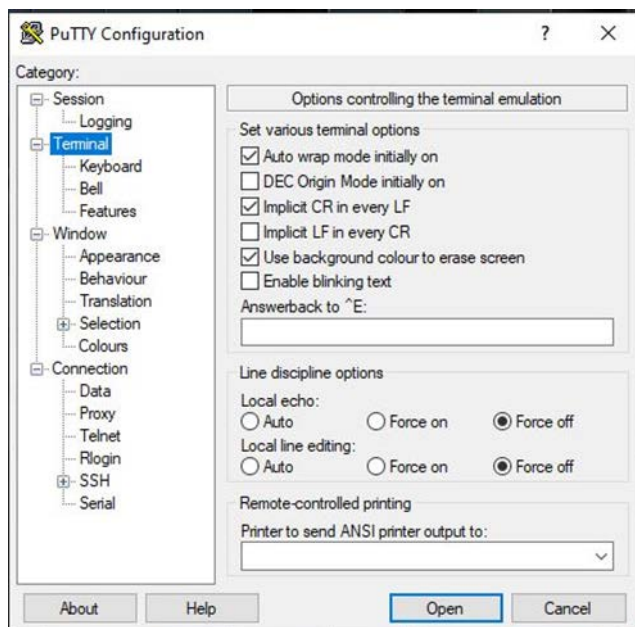 PuTTY Configuration
?
Category:
Session
Logging
Terminal
Keyboard
Bell
Features
Window
Appearance
Behaviour
Translation
Selection
Colours
Connection
Data
Proxy
Telnet
Rlogin
SSH
Serial
Options controlling the terminal emulation
Set various terminal options
Auto wrap mode initially on
DEC Origin Mode initially on
Implicit CR in every LF
Implicit LF in every CR
Use background colour to erase screen
Enable blinking text
Answerback to ^E:
Line discipline options
Local echo:
Auto Force on Force off
Local line editing:
Auto Force on Force off
Remote-controlled printing
Printer to send ANSI printer output to:
About Help Open Cancel